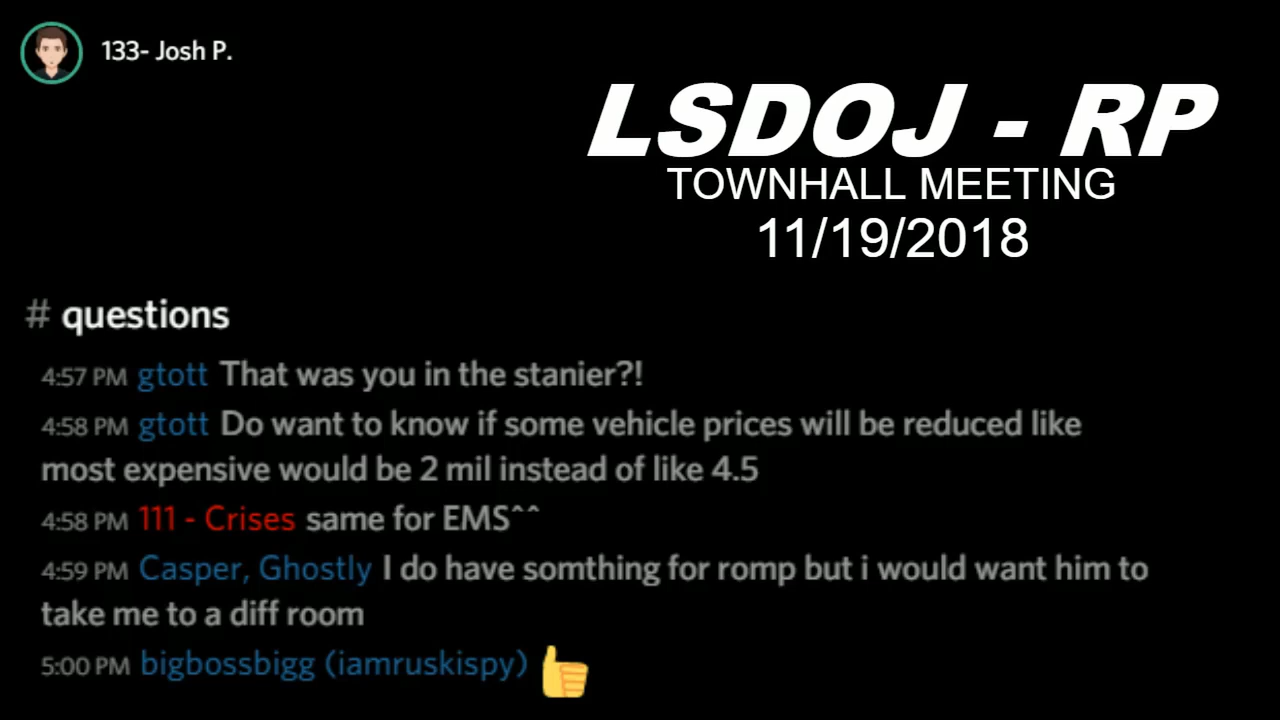 133- Josh P.
LSDOJ - RP
TOWNHALL MEETING
11/19/2018
# questions
4:57 PM gtott That was you in the stanier?!
4:58 PM gtott Do want to know if some vehicle prices will be reduced like
most expensive would be 2 mil instead of like 4.5
4:58 PM 111 - Crises same for EMS^^
4:59 PM Casper, Ghostly I do have somthing for romp but i would want him to
take me to a diff room
5:00 PM bigbossbigg (iamruskispy) 👍